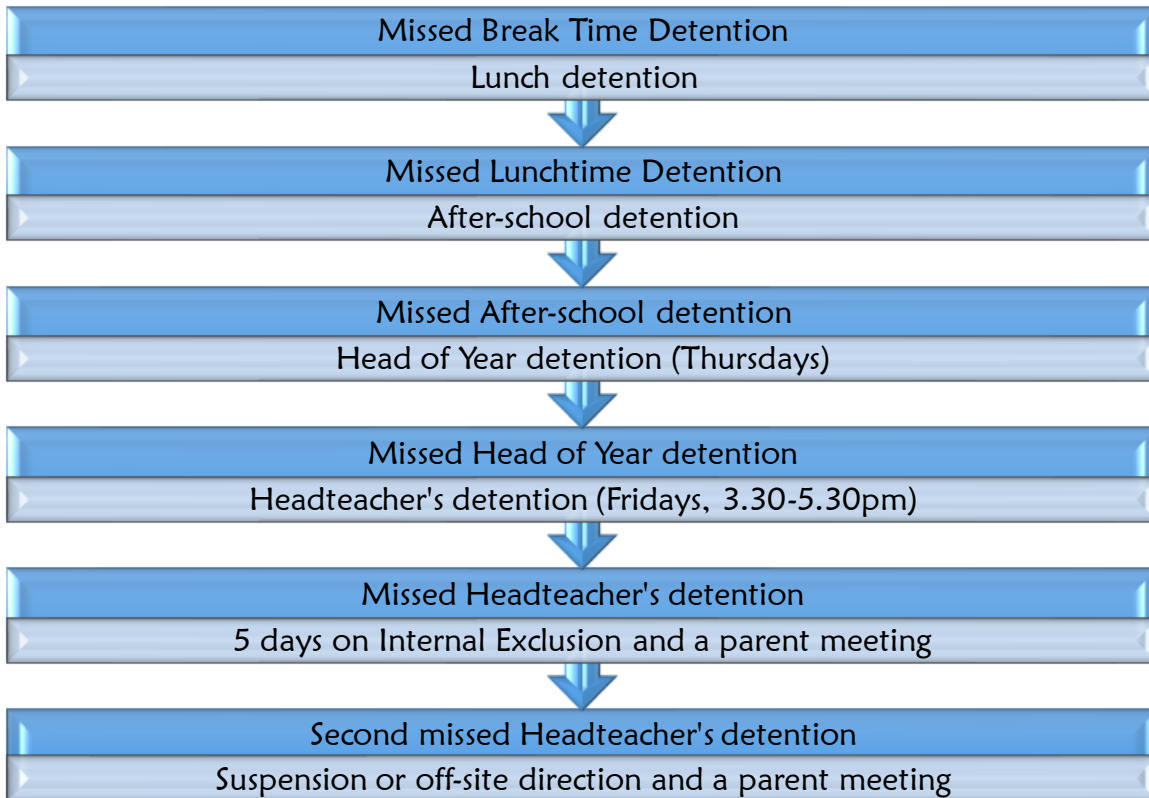 Missed Break Time Detention
Lunch detention
Missed Lunchtime Detention
After-school detention
Missed After-school detention
Head of Year detention (Thursdays)
Missed Head of Year detention
Headteacher's detention (Fridays, 3.30-5.30pm)
Missed Headteacher's detention
5 days on Internal Exclusion and a parent meeting
Second missed Headteacher's detention
Suspension or off-site direction and a parent meeting